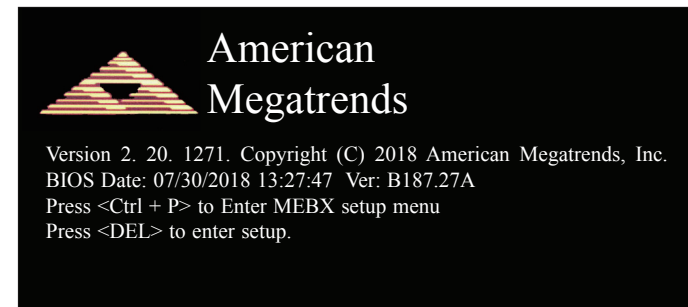 American
Megatrends
Version 2. 20. 1271. Copyright (C) 2018 American Megatrends, Inc.
BIOS Date: 07/30/2018 13:27:47 Ver: B187.27A
Press <Ctrl + P> to Enter MEBX setup menu
Press <DEL> to enter setup.